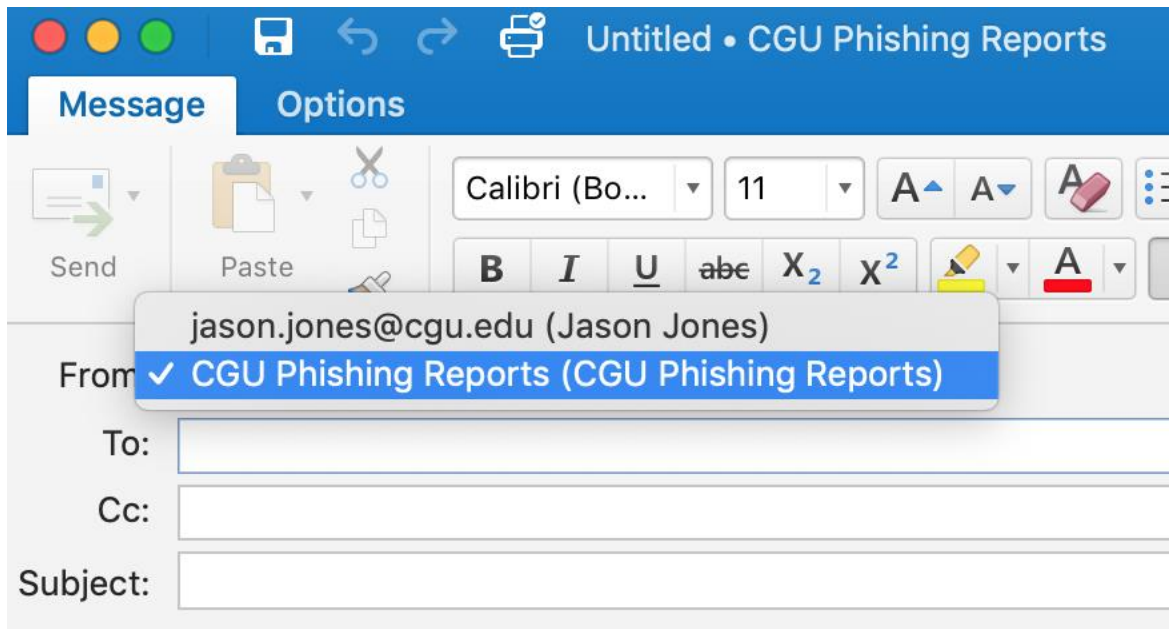 Untitled • CGU Phishing Reports
Message Options
Calibri (Bo... 11 A A A
Send Paste B I U abc X₂ X² A
jason.jones@cgu.edu (Jason Jones)
From ✓ CGU Phishing Reports (CGU Phishing Reports)
To:
Cc:
Subject: